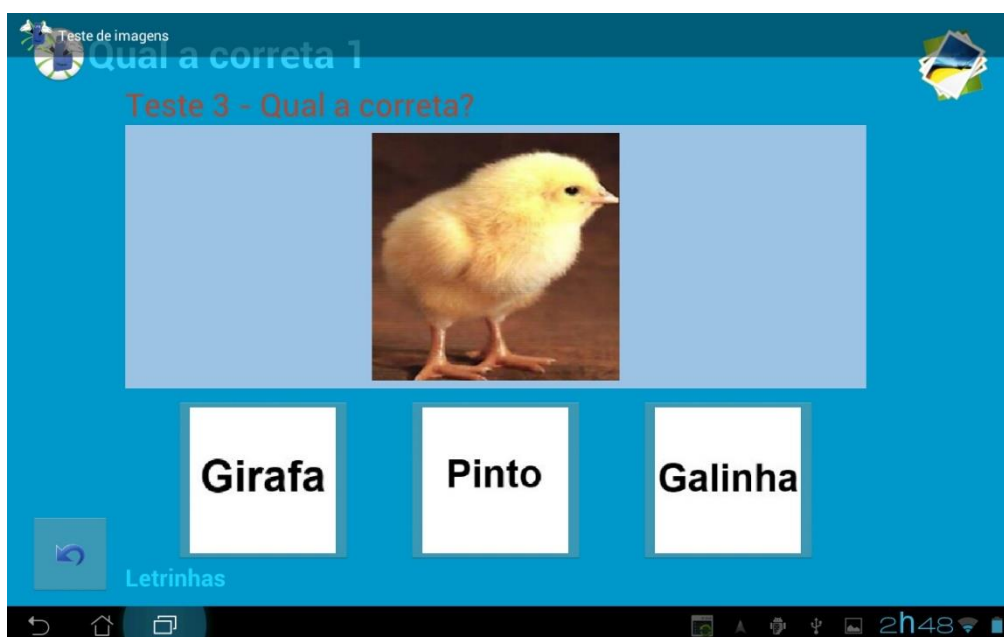 Teste de imagens
Qual a correta 1
Teste 3 - Qual a correta?
Girafa
Pinto
Galinha
Letrinhas
2h48